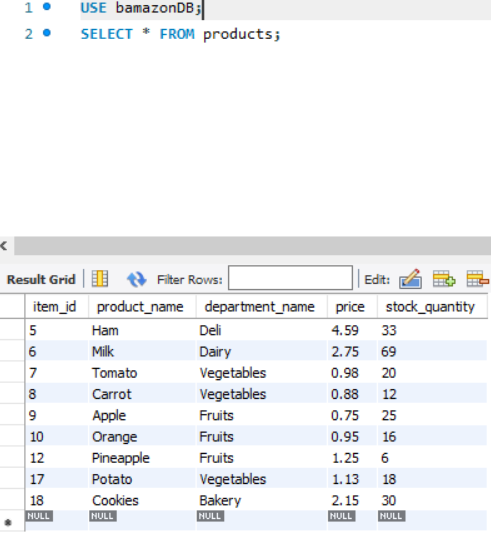 1 USE bamazonDB;
2 SELECT * FROM products;
Result Grid Filter Rows: Edit:
item_id product_name department_name price stock_quantity
5 Ham Deli 4.59 33
6 Milk Dairy 2.75 69
7 Tomato Vegetables 0.98 20
8 Carrot Vegetables 0.88 12
9 Apple Fruits 0.75 25
10 Orange Fruits 0.95 16
12 Pineapple Fruits 1.25 6
17 Potato Vegetables 1.13 18
18 Cookies Bakery 2.15 30
NULL NULL NULL NULL NULL